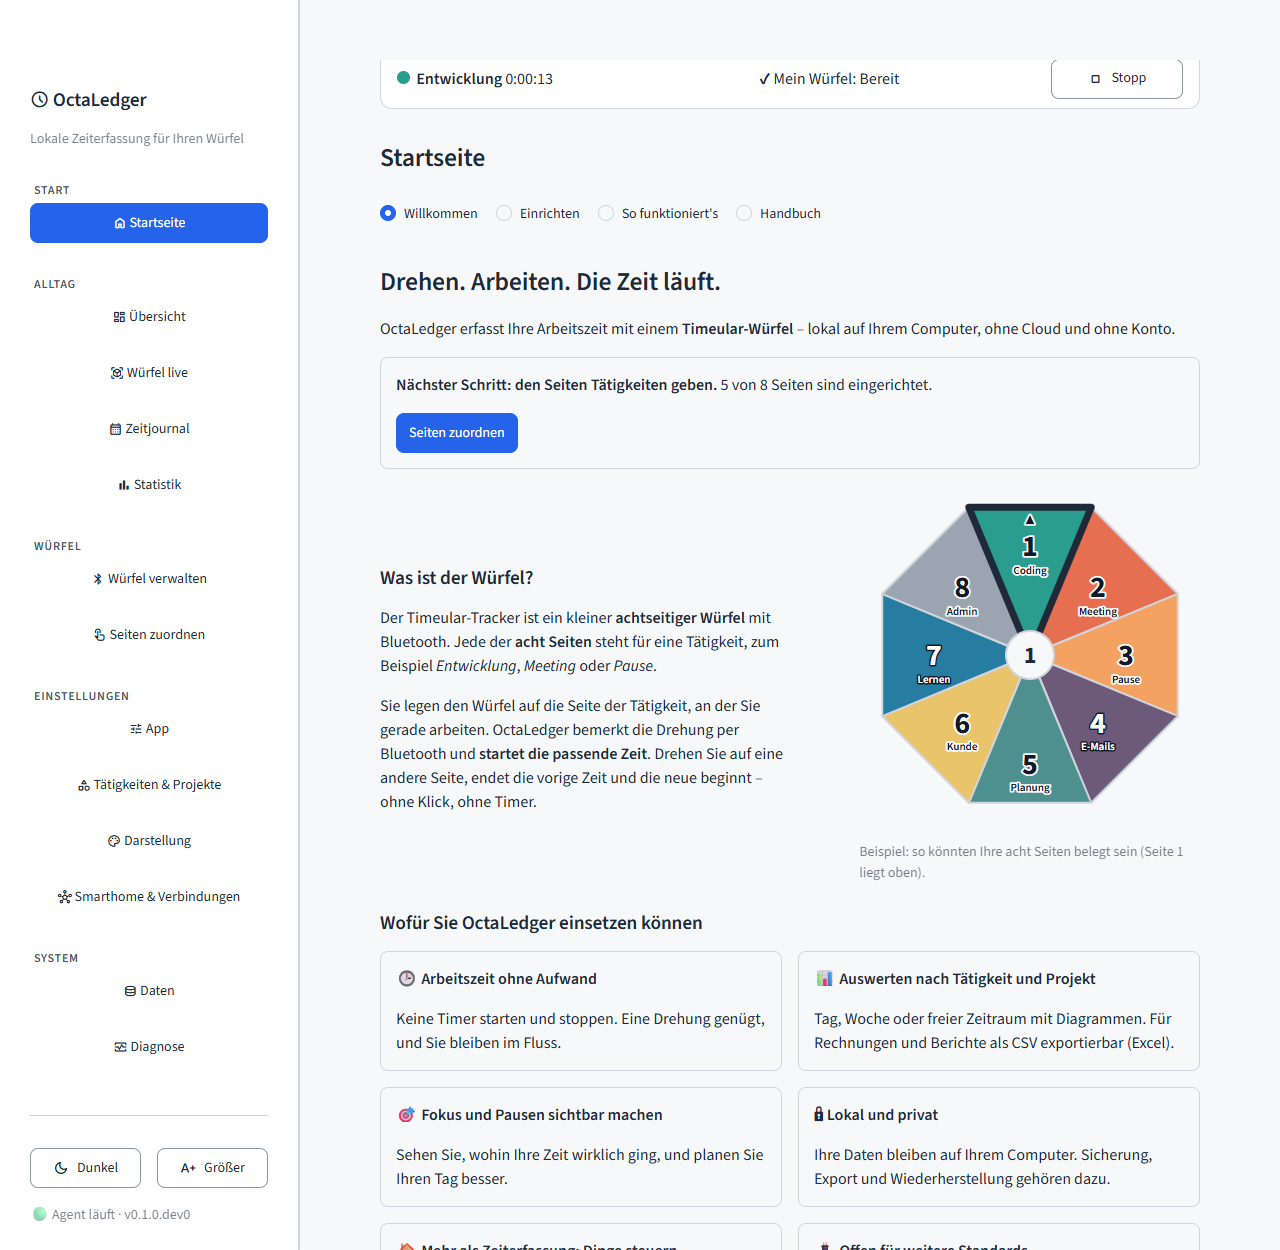 OctaLedger
Lokale Zeiterfassung für Ihren Würfel
START
Startseite
ALLTAG
Übersicht
Würfel live
Zeitjournal
Statistik
WÜRFEL
Würfel verwalten
Seiten zuordnen
EINSTELLUNGEN
App
Tätigkeiten & Projekte
Darstellung
Smarthome & Verbindungen
SYSTEM
Daten
Diagnose
Dunkel
A+ Größer
Agent läuft · v0.1.0.dev0
Entwicklung 0:00:13
✓ Mein Würfel: Bereit
Stopp
Startseite
Willkommen
Einrichten
So funktioniert's
Handbuch
Drehen. Arbeiten. Die Zeit läuft.
OctaLedger erfasst Ihre Arbeitszeit mit einem Timeular-Würfel – lokal auf Ihrem Computer, ohne Cloud und ohne Konto.
Nächster Schritt: den Seiten Tätigkeiten geben. 5 von 8 Seiten sind eingerichtet.
Seiten zuordnen
Was ist der Würfel?
Der Timeular-Tracker ist ein kleiner achtseitiger Würfel mit
Bluetooth. Jede der acht Seiten steht für eine Tätigkeit, zum
Beispiel Entwicklung, Meeting oder Pause.
Sie legen den Würfel auf die Seite der Tätigkeit, an der Sie
gerade arbeiten. OctaLedger bemerkt die Drehung per
Bluetooth und startet die passende Zeit. Drehen Sie auf eine
andere Seite, endet die vorige Zeit und die neue beginnt –
ohne Klick, ohne Timer.
▲
1
Coding
2
Meeting
3
Pause
4
E-Mails
5
Planung
6
Kunde
7
Lernen
8
Admin
1
Beispiel: so könnten Ihre acht Seiten belegt sein (Seite 1
liegt oben).
Wofür Sie OctaLedger einsetzen können
Arbeitszeit ohne Aufwand
Keine Timer starten und stoppen. Eine Drehung genügt,
und Sie bleiben im Fluss.
Auswerten nach Tätigkeit und Projekt
Tag, Woche oder freier Zeitraum mit Diagrammen. Für
Rechnungen und Berichte als CSV exportierbar (Excel).
Fokus und Pausen sichtbar machen
Sehen Sie, wohin Ihre Zeit wirklich ging, und planen Sie
Ihren Tag besser.
Lokal und privat
Ihre Daten bleiben auf Ihrem Computer. Sicherung,
Export und Wiederherstellung gehören dazu.
Mehr als Zeiterfassung: Dinge steuern
Offen für weitere Standards